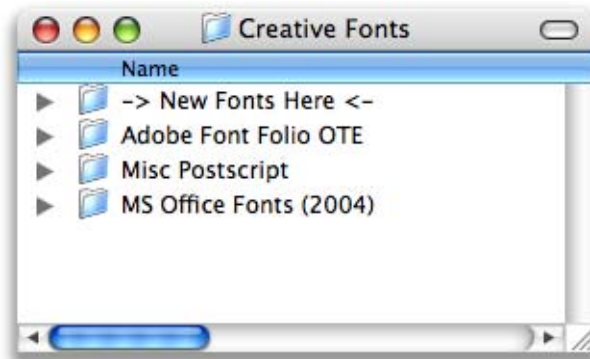 Creative Fonts
Name
-> New Fonts Here <-
Adobe Font Folio OTE
Misc Postscript
MS Office Fonts (2004)